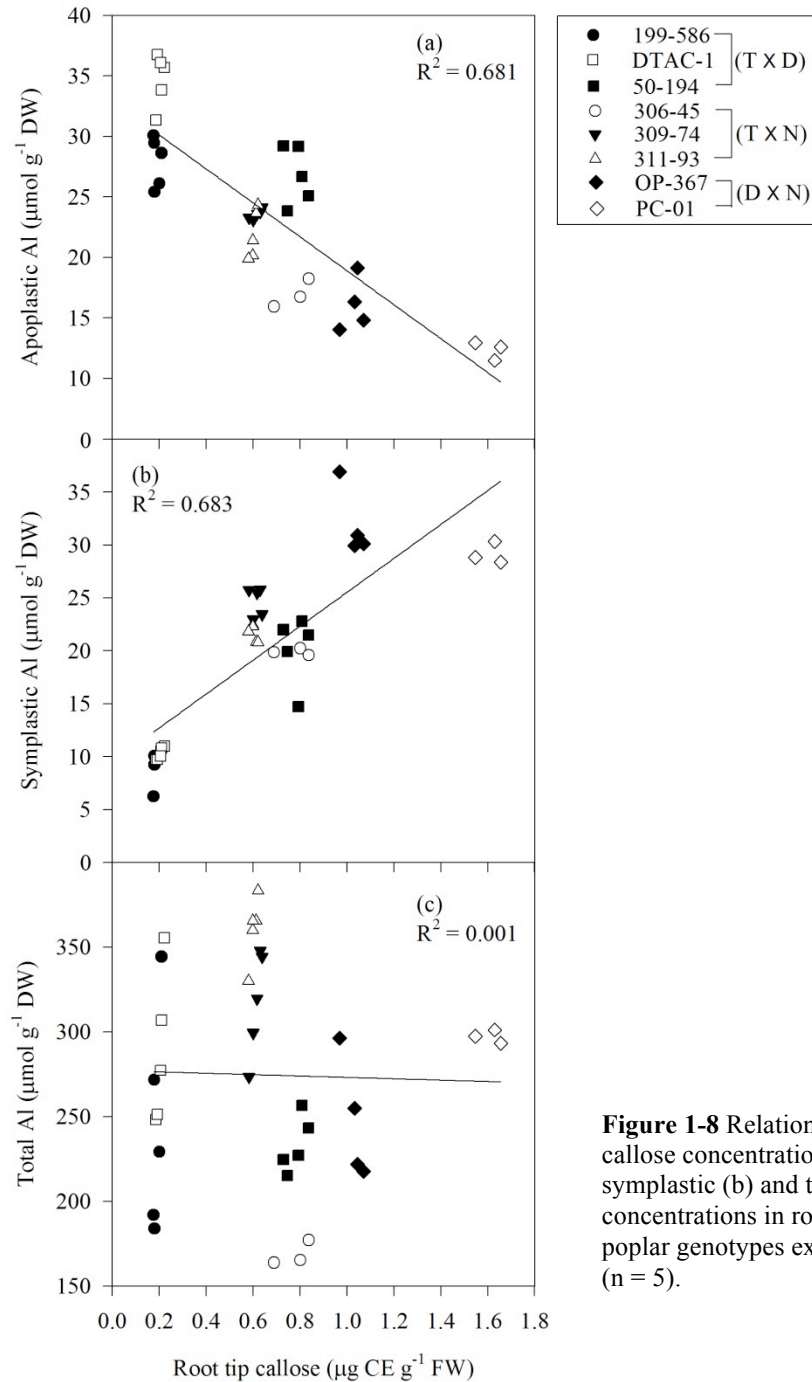 40
35
30
25
20
15
10
0
Apoplastic Al (μmol g⁻¹ DW)
(a)
R² = 0.681
199-586
DTAC-1
50-194
(T X D)
306-45
309-74
311-93
(T X N)
OP-367
PC-01
(D X N)
35
30
25
20
15
10
5
0
Symplastic Al (μmol g⁻¹ DW)
(b)
R² = 0.683
350
300
250
200
150
Total Al (μmol g⁻¹ DW)
(c)
R² = 0.001
0.0 0.2 0.4 0.6 0.8 1.0 1.2 1.4 1.6 1.8
Root tip callose (μg CE g⁻¹ FW)
Figure 1-8 Relation
callose concentratio
symplastic (b) and t
concentrations in ro
poplar genotypes ex
(n = 5).